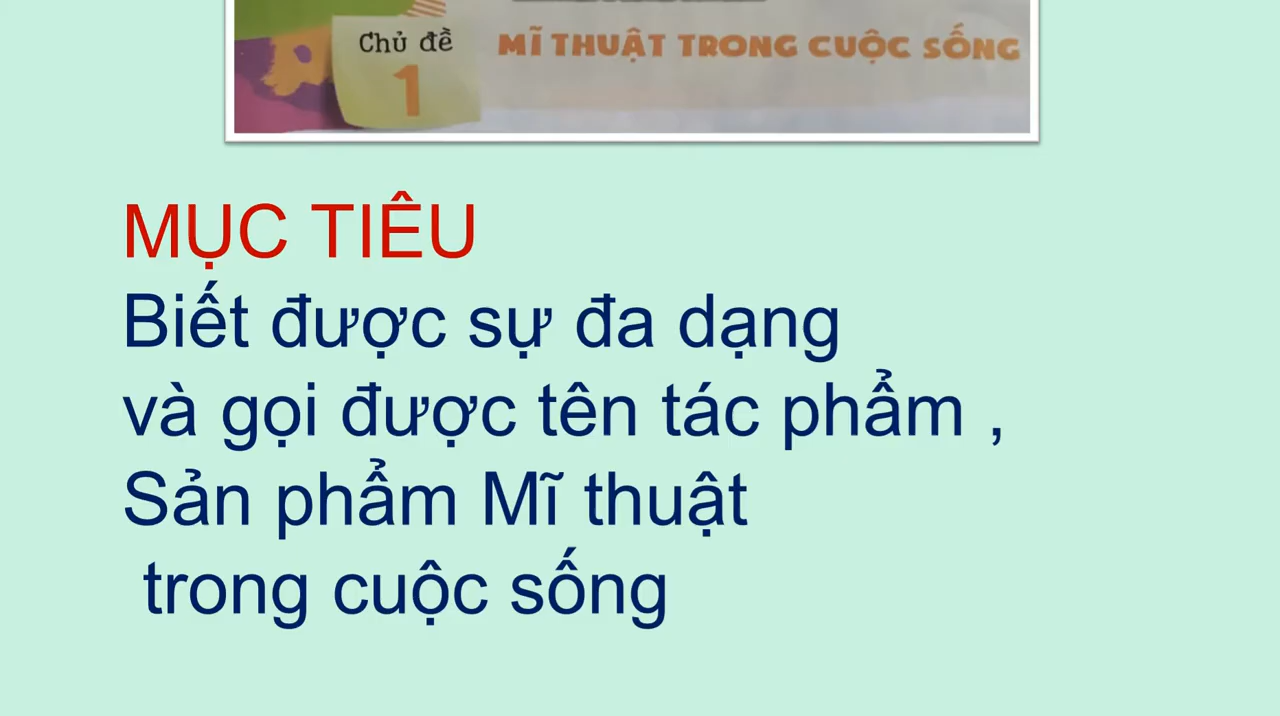 Chủ đề
1
MĨ THUẬT TRONG CUỘC SỐNG
MỤC TIÊU
Biết được sự đa dạng
và gọi được tên tác phẩm ,
Sản phẩm Mĩ thuật
trong cuộc sống